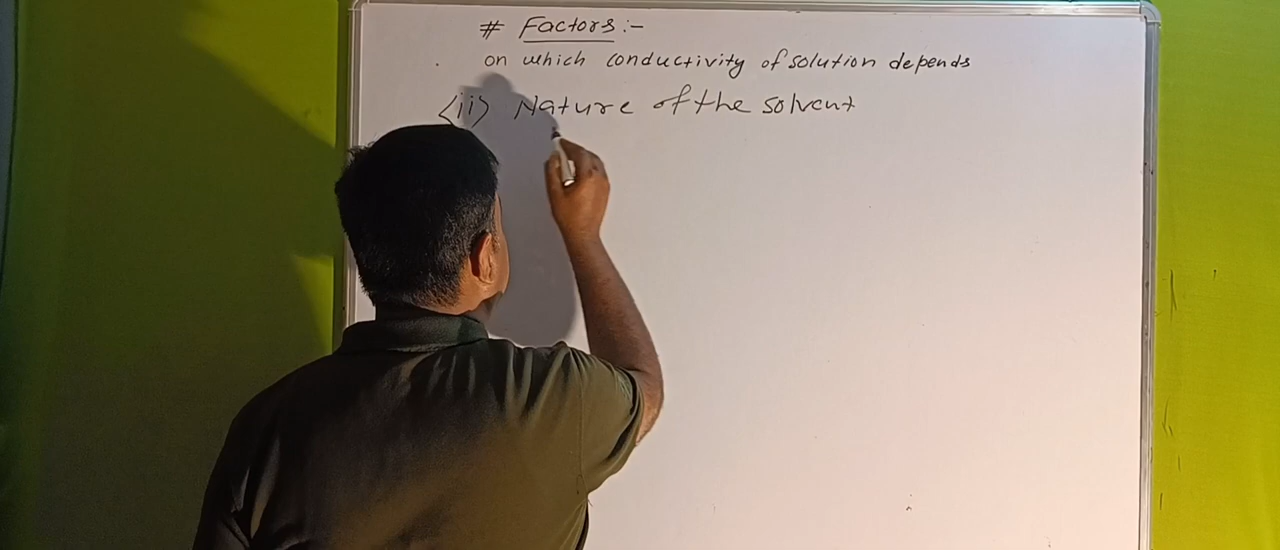 # Factors :-
on which conductivity of solution depends
(ii) Nature of the solvent